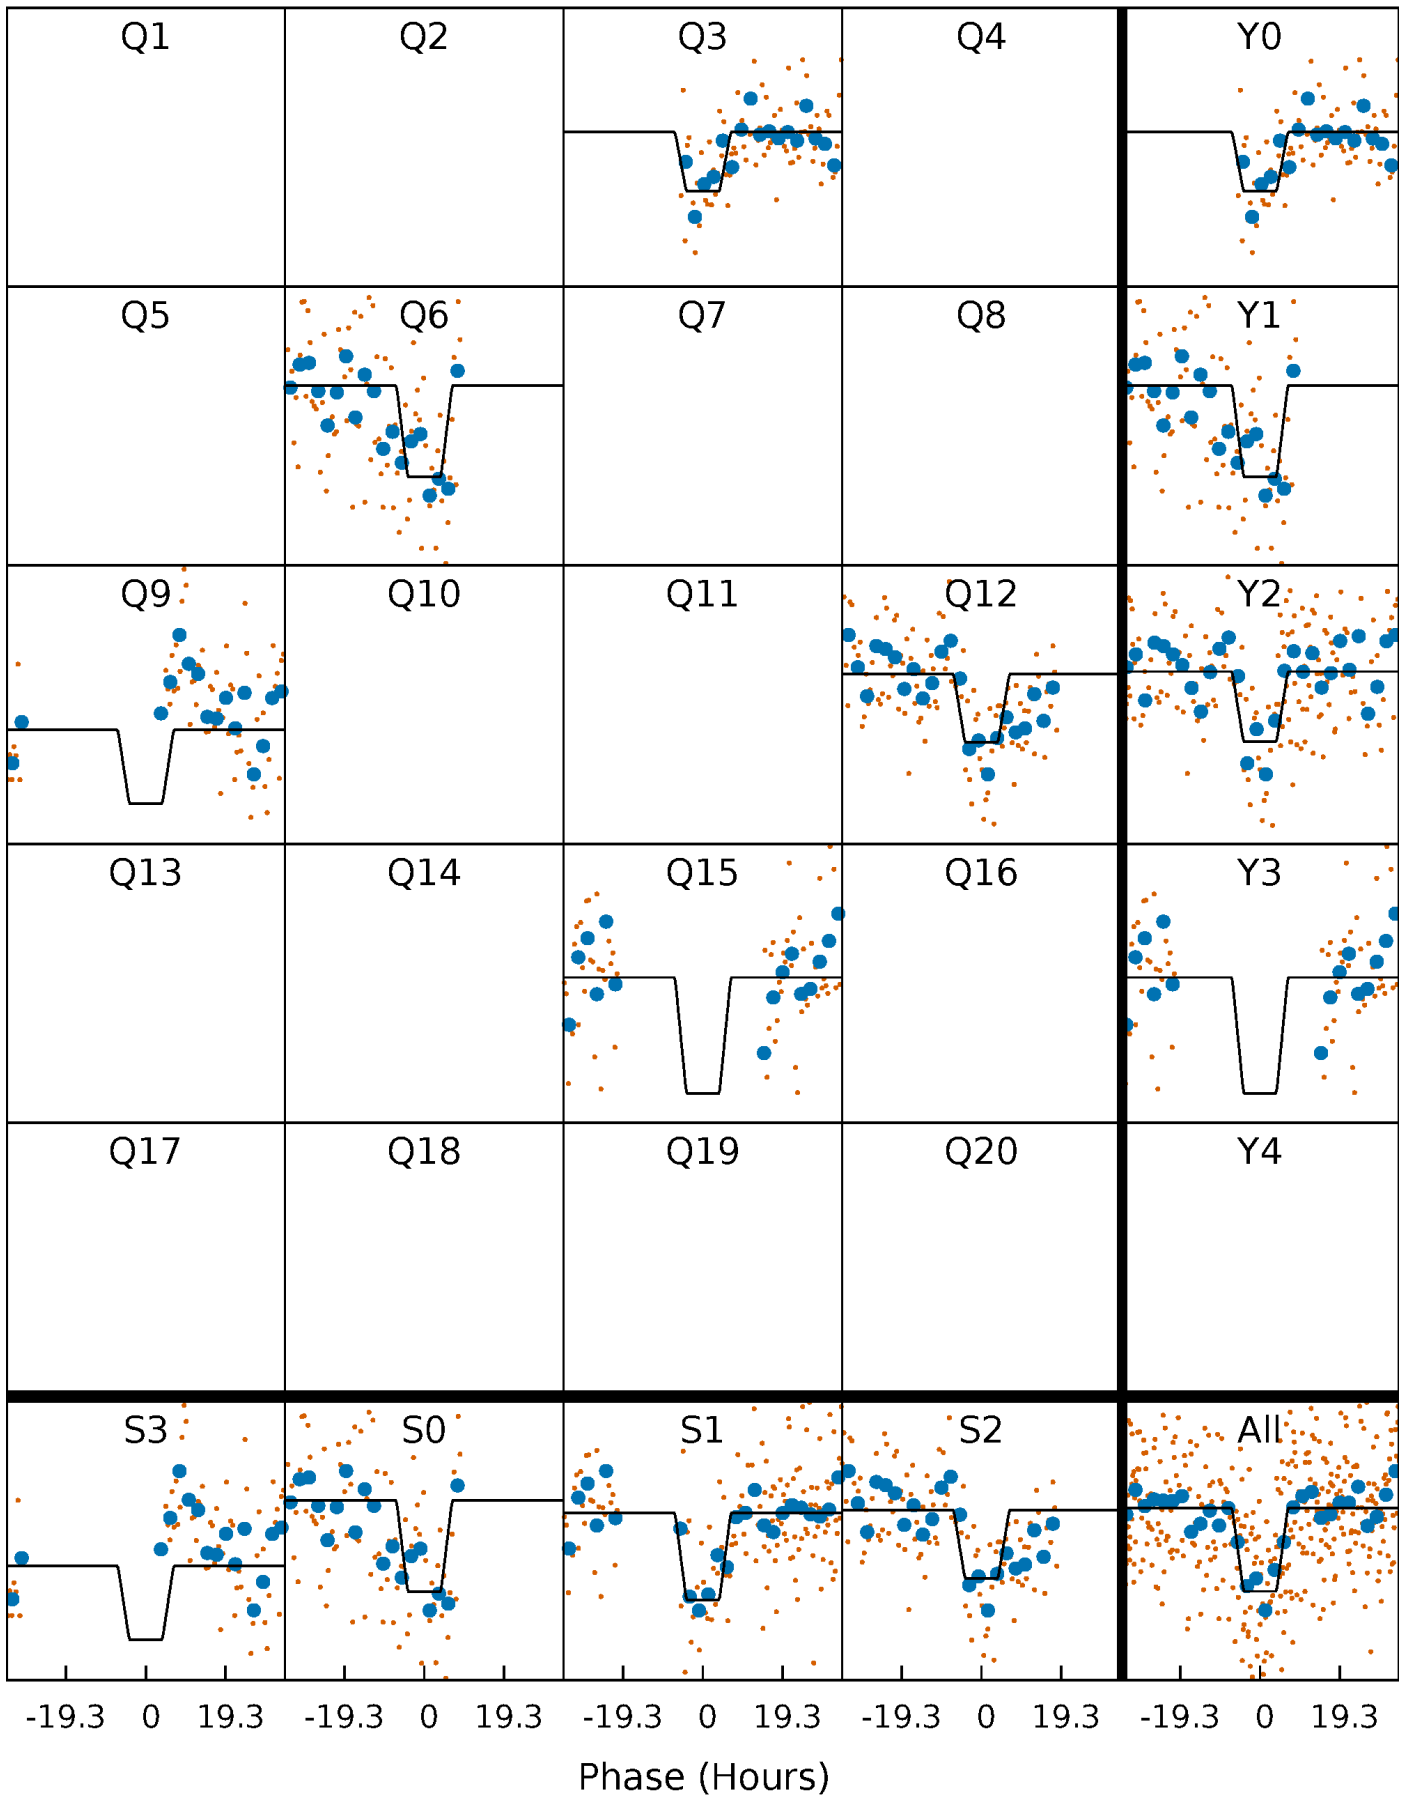 Q1 Q2 Q3 Q4 Y0
Q5 Q6 Q7 Q8 Y1
Q9 Q10 Q11 Q12 Y2
Q13 Q14 Q15 Q16 Y3
Q17 Q18 Q19 Q20 Y4
S3 S0 S1 S2 All
-19.3 0 19.3 -19.3 0 19.3 -19.3 0 19.3 -19.3 0 19.3 -19.3 0 19.3
Phase (Hours)